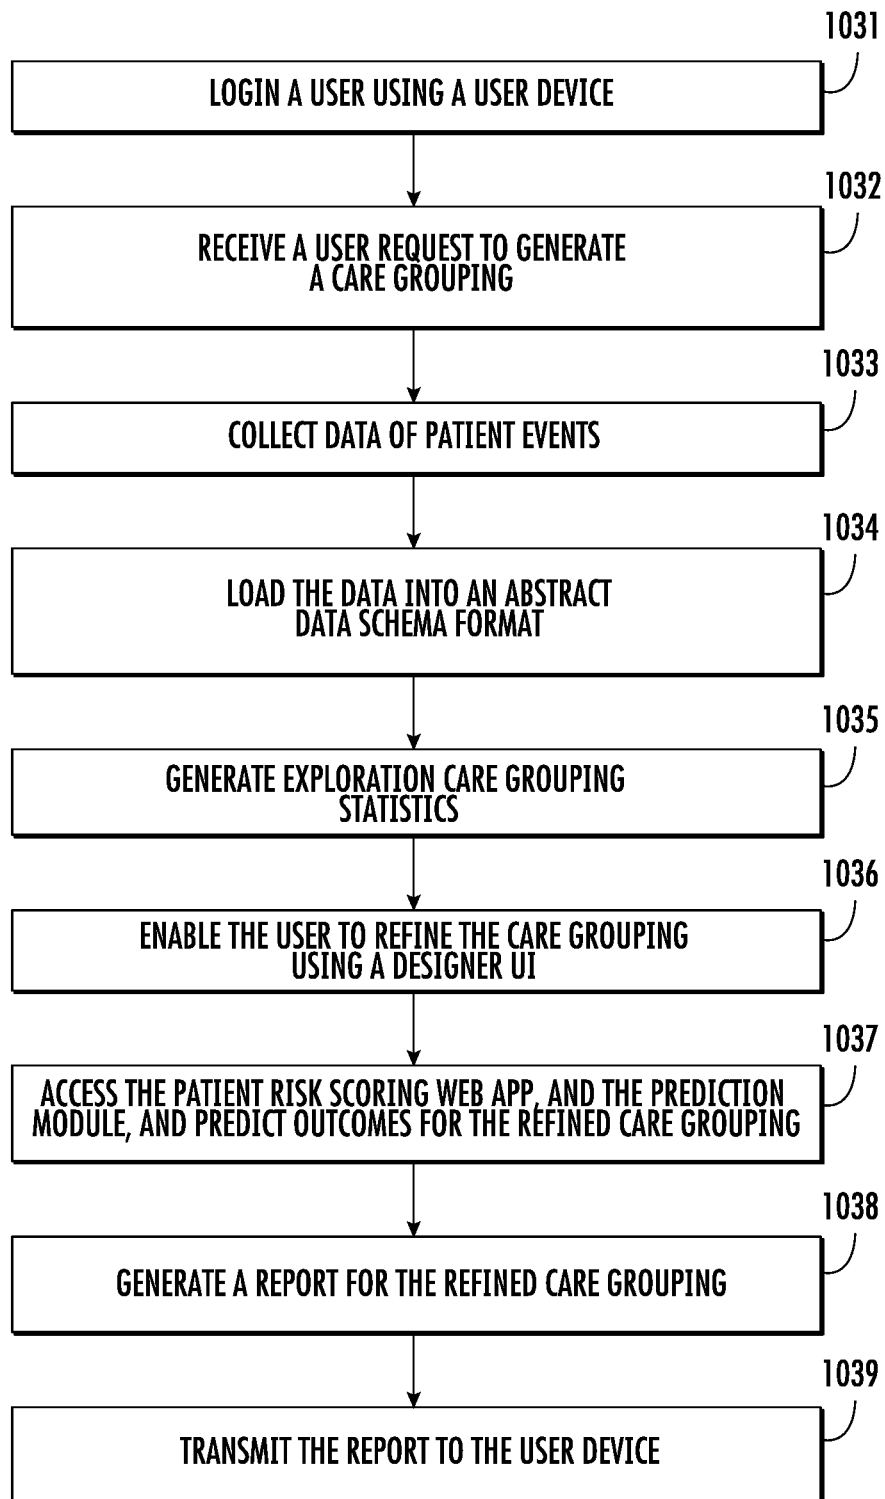 1031
LOGIN A USER USING A USER DEVICE
1032
RECEIVE A USER REQUEST TO GENERATE
A CARE GROUPING
1033
COLLECT DATA OF PATIENT EVENTS
1034
LOAD THE DATA INTO AN ABSTRACT
DATA SCHEMA FORMAT
1035
GENERATE EXPLORATION CARE GROUPING
STATISTICS
1036
ENABLE THE USER TO REFINE THE CARE GROUPING
USING A DESIGNER UI
1037
ACCESS THE PATIENT RISK SCORING WEB APP, AND THE PREDICTION
MODULE, AND PREDICT OUTCOMES FOR THE REFINED CARE GROUPING
1038
GENERATE A REPORT FOR THE REFINED CARE GROUPING
1039
TRANSMIT THE REPORT TO THE USER DEVICE